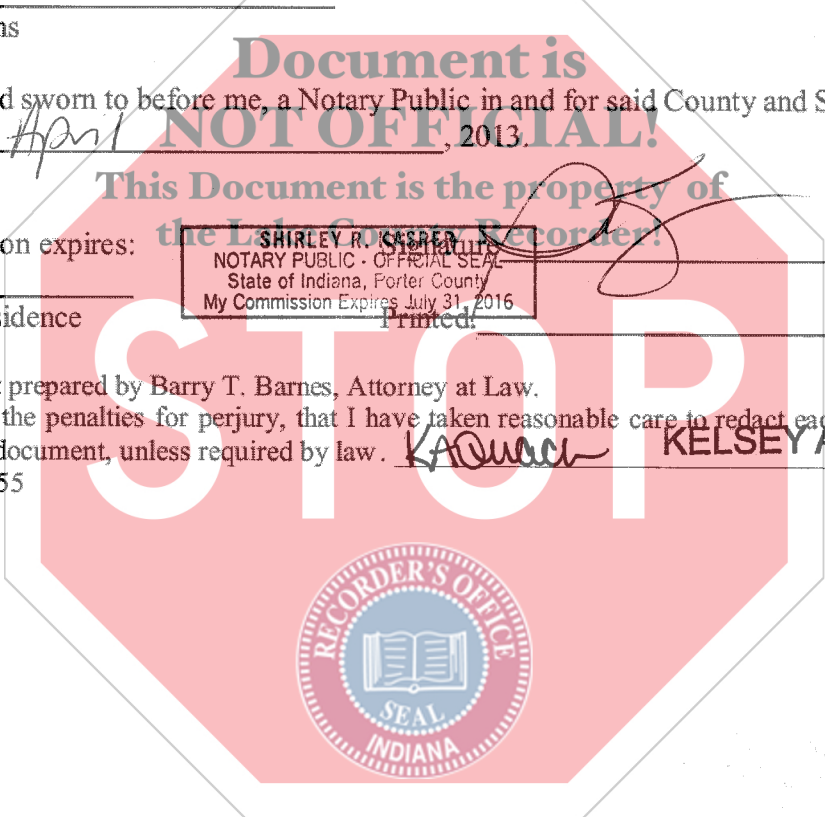 ns
Document is
d sworn to before me, a Notary Public in and for said County and S
April , 2013.
NOT OFFICIAL!
This Document is the property of
the Lake County Recorder!
on expires:
SHIRLEY R. KASPER
Signature
NOTARY PUBLIC - OFFICIAL SEAL
State of Indiana, Porter County
My Commission Expires July 31, 2016
sidence
Printed:
STOP
prepared by Barry T. Barnes, Attorney at Law.
the penalties for perjury, that I have taken reasonable care to redact eac
document, unless required by law.
KELSEY A
55
RECORDER'S OFFICE
SEAL
INDIANA